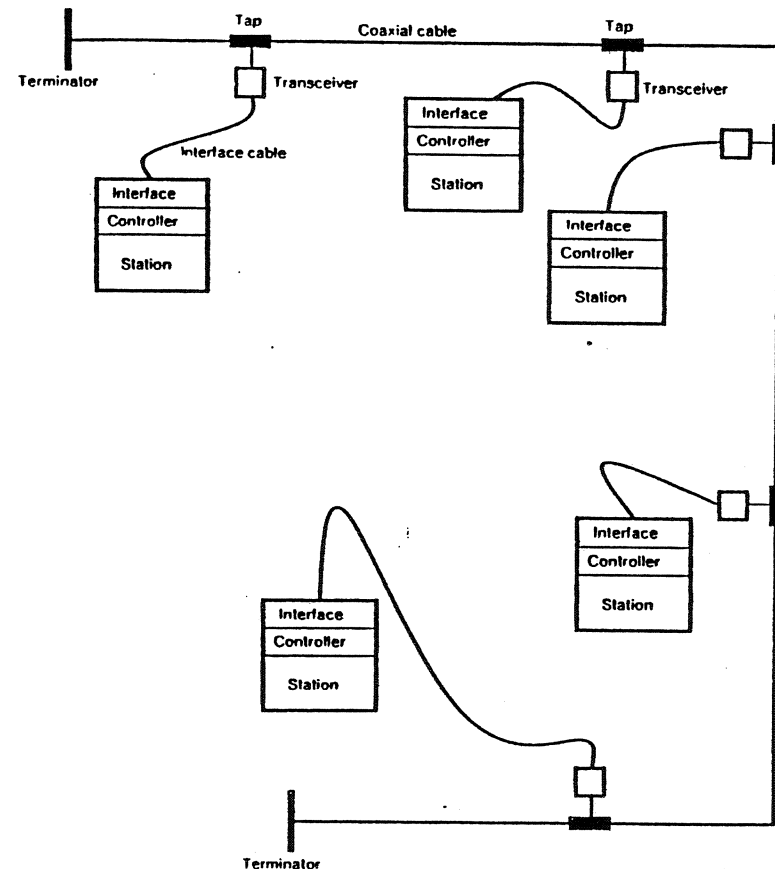 Tap
Coaxial cable
Tap
Terminator
Transceiver
Transceiver
Interface
Controller
Station
Interface cable
Interface
Controller
Station
Interface
Controller
Station
Interface
Controller
Station
Interface
Controller
Station
Terminator